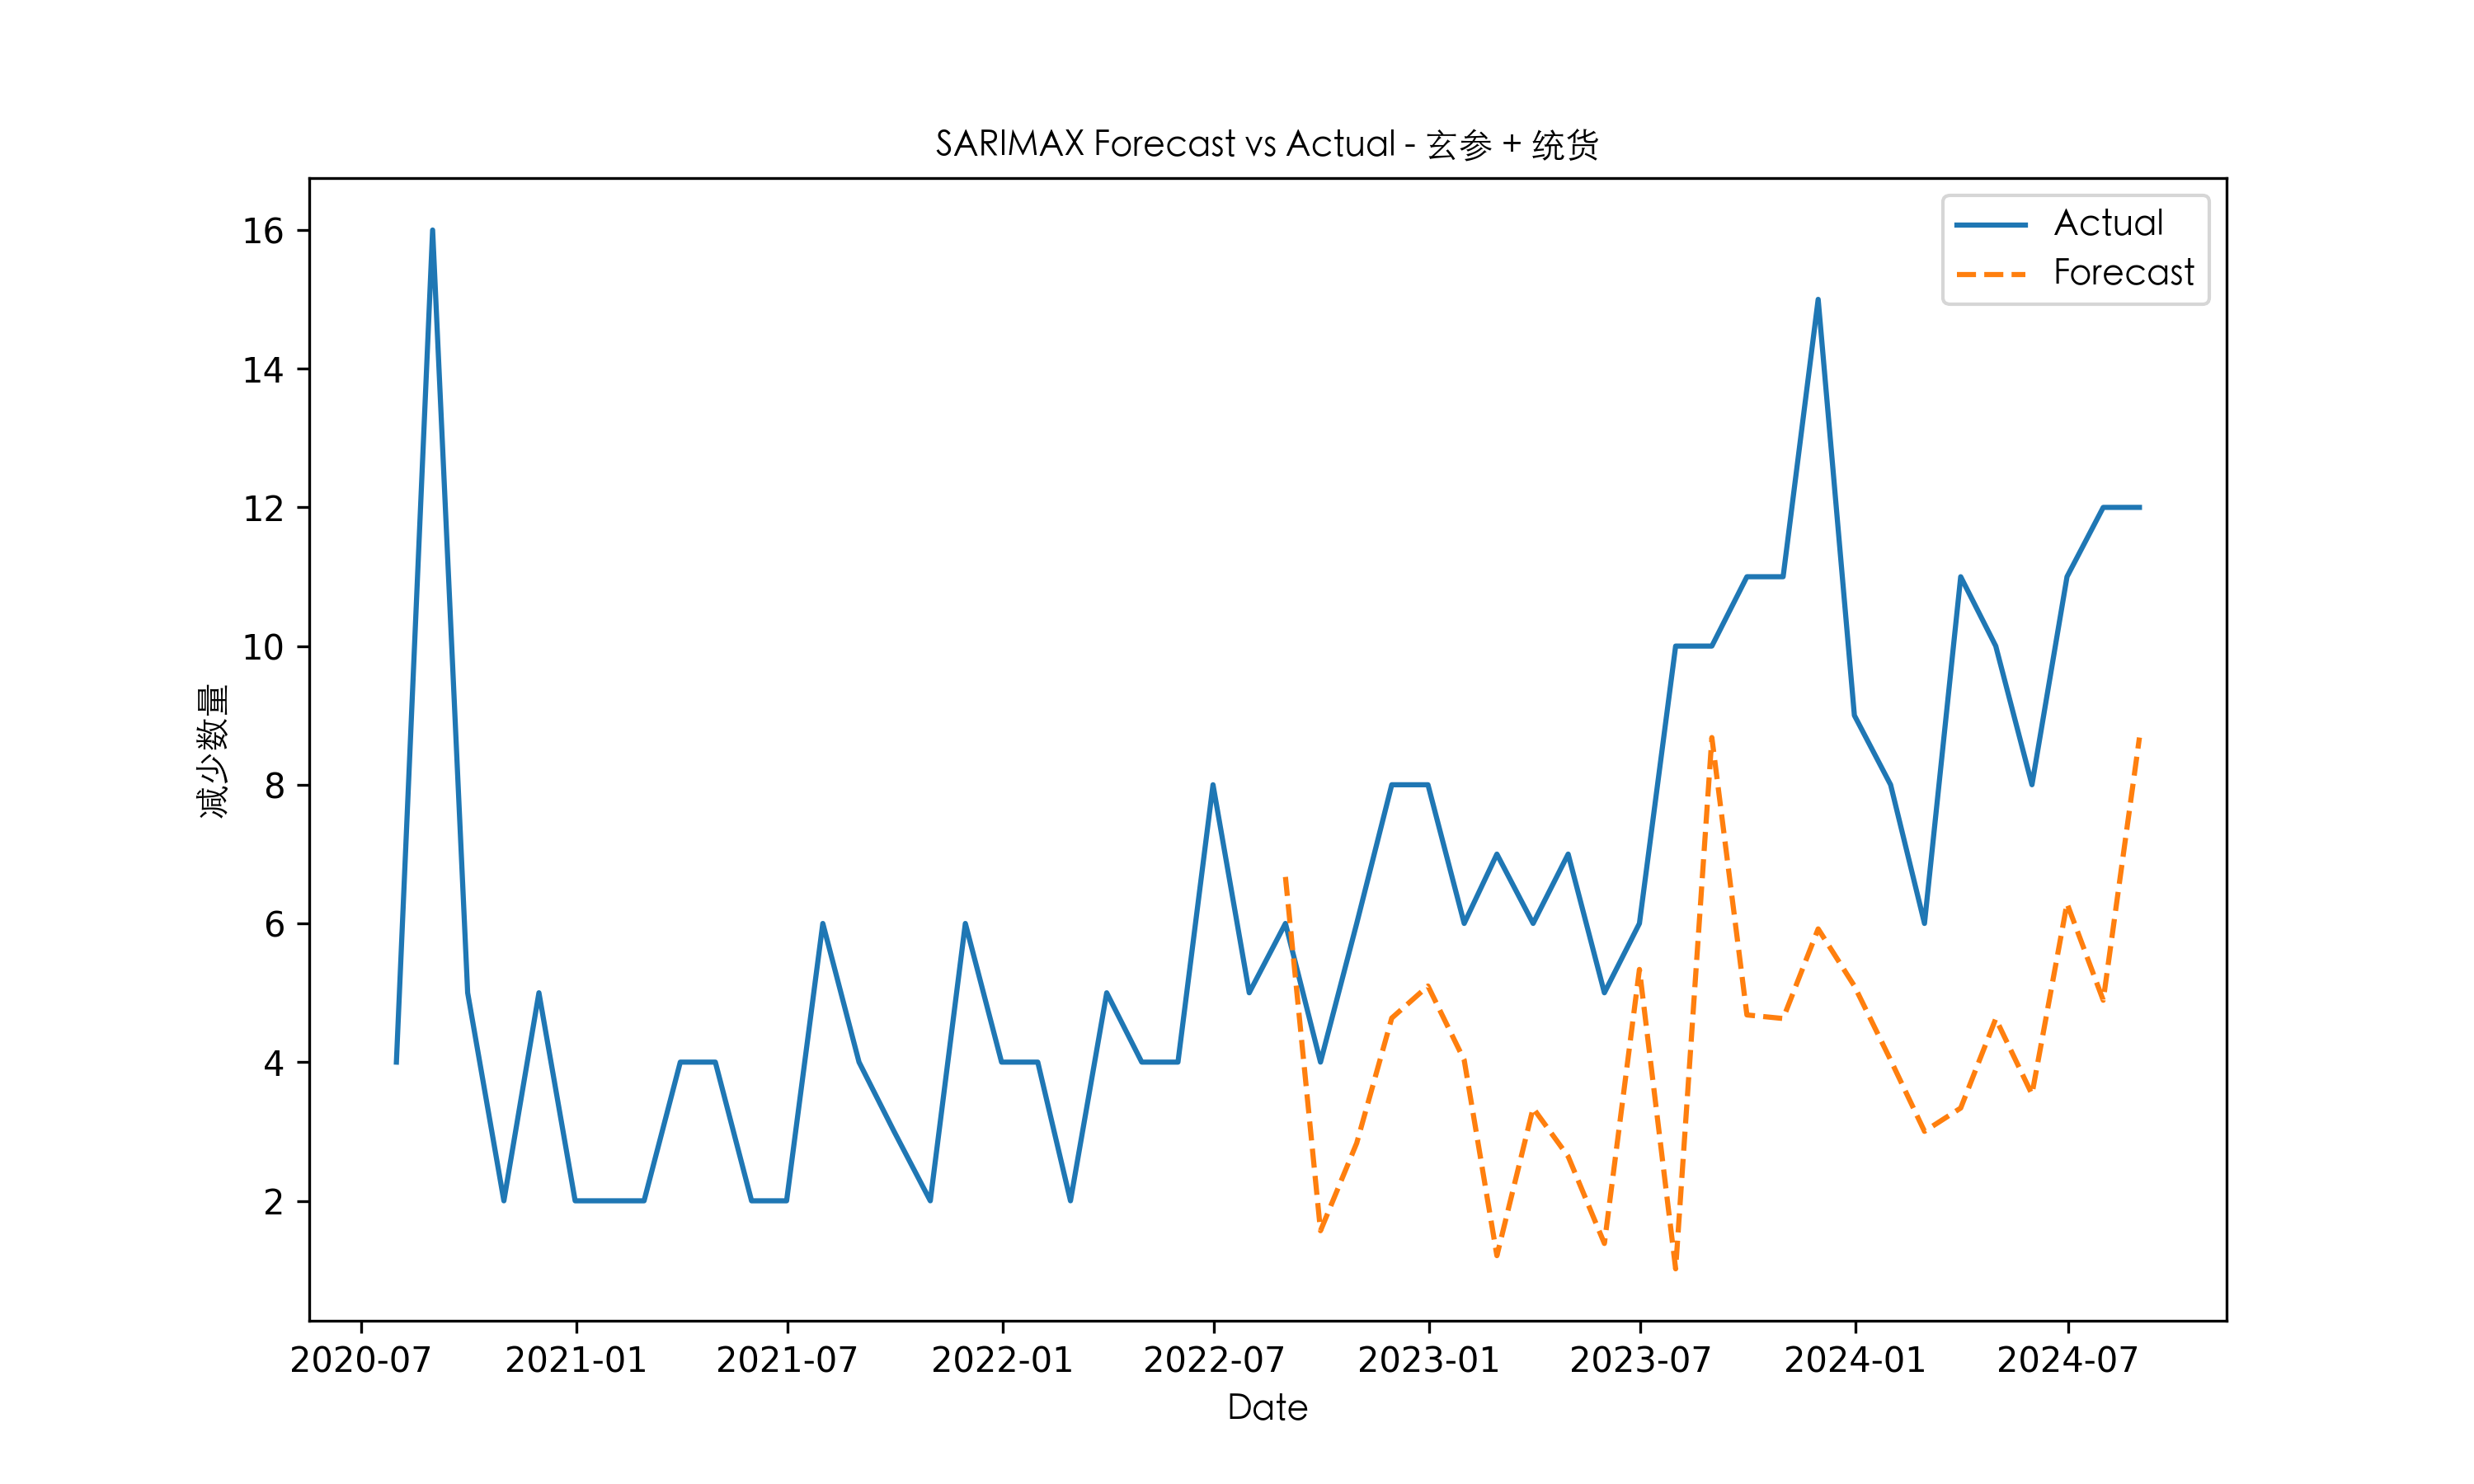 SARIMAX Forecast vs Actual - 玄参 + 统货
Actual
Forecast
减少数量
16
14
12
10
8
6
4
2
2020-07 2021-01 2021-07 2022-01 2022-07 2023-01 2023-07 2024-01 2024-07
Date